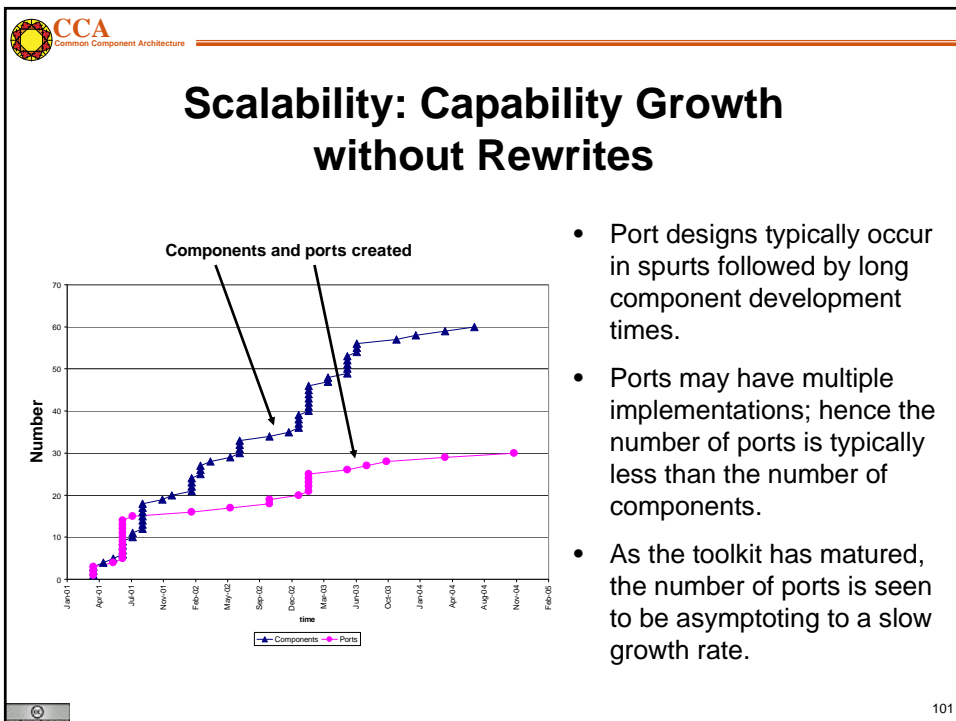 CCA
Common Component Architecture
Scalability: Capability Growth
without Rewrites
Components and ports created
70
60
50
40
30
20
10
0
Number
Jan-01
Apr-01
Jul-01
Nov-01
Feb-02
May-02
Sep-02
Dec-02
Mar-03
Jun-03
Oct-03
Jan-04
Apr-04
Aug-04
Nov-04
Feb-05
time
Components
Ports
• Port designs typically occur
in spurts followed by long
component development
times.
• Ports may have multiple
implementations; hence the
number of ports is typically
less than the number of
components.
• As the toolkit has matured,
the number of ports is seen
to be asymptoting to a slow
growth rate.
cc
101